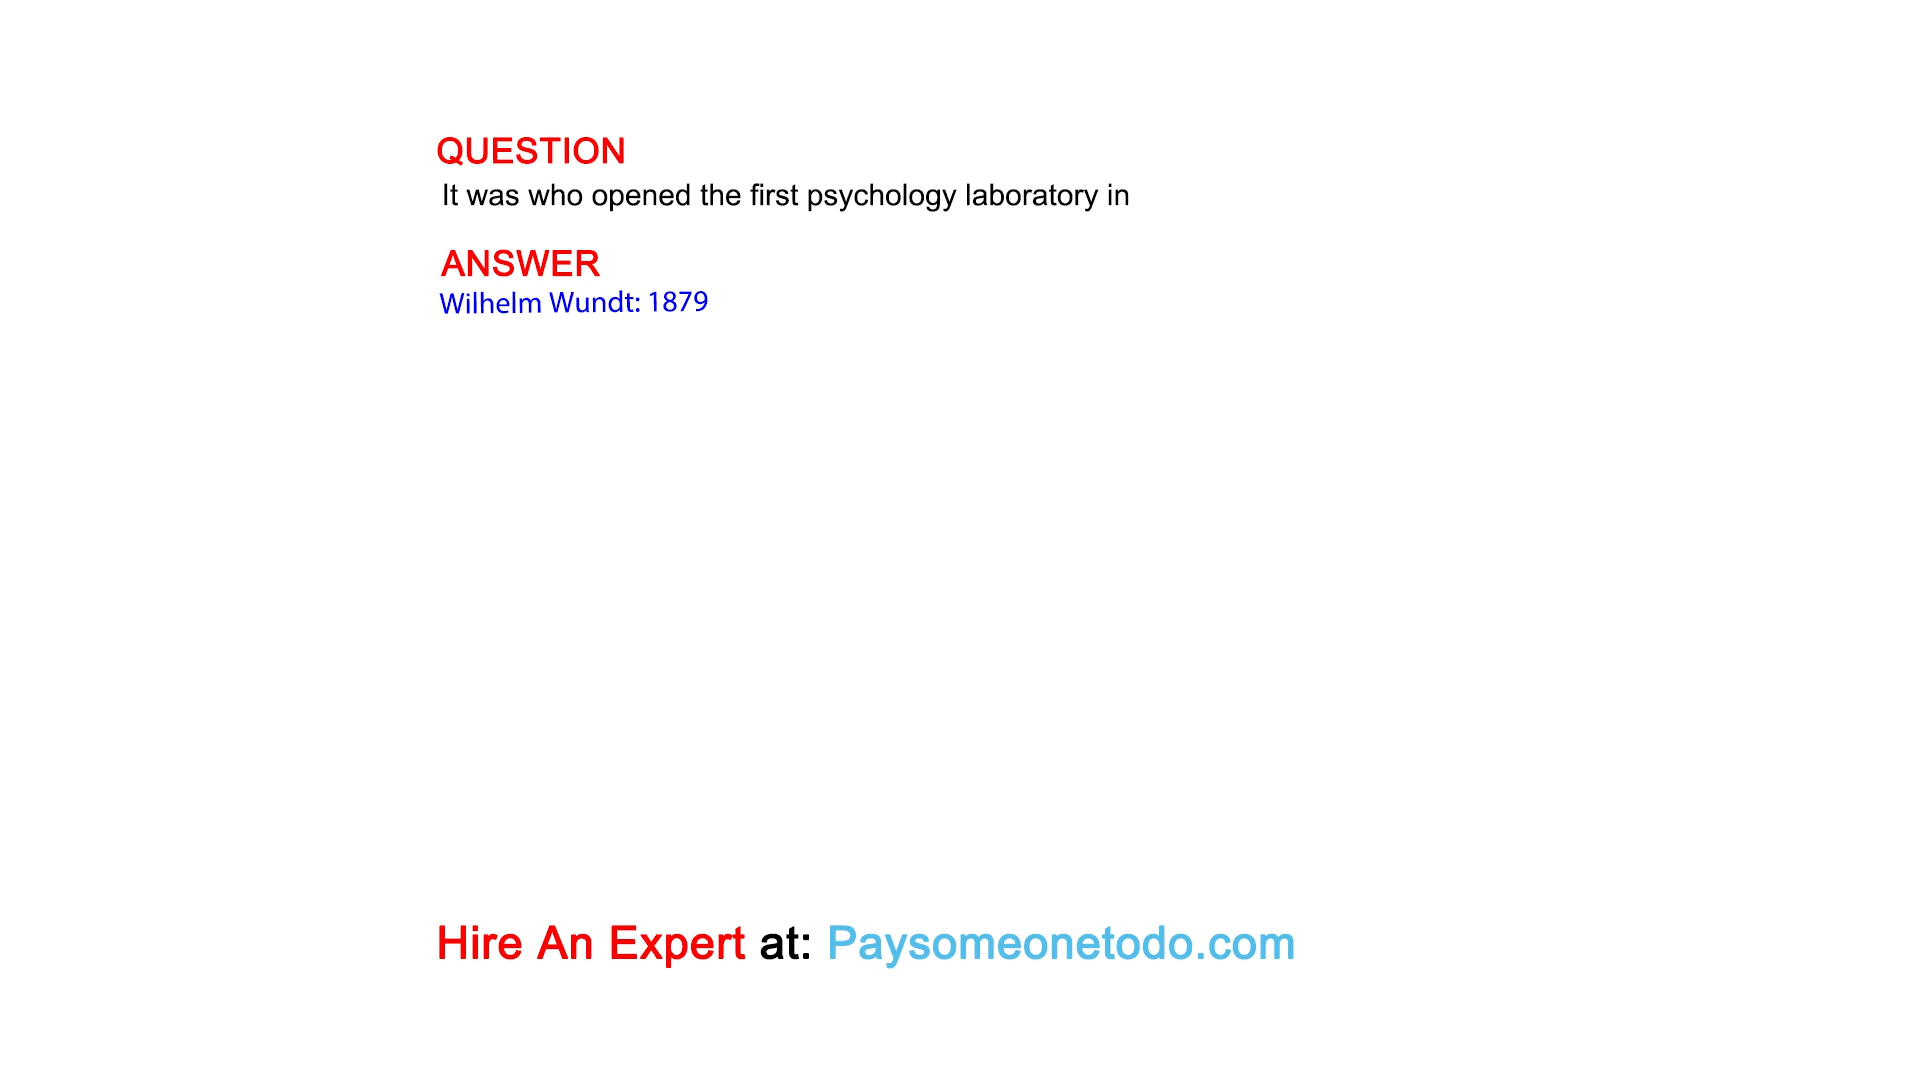 QUESTION
It was who opened the first psychology laboratory in
ANSWER
Wilhelm Wundt: 1879
Hire An Expert at: Paysomeonetodo.com